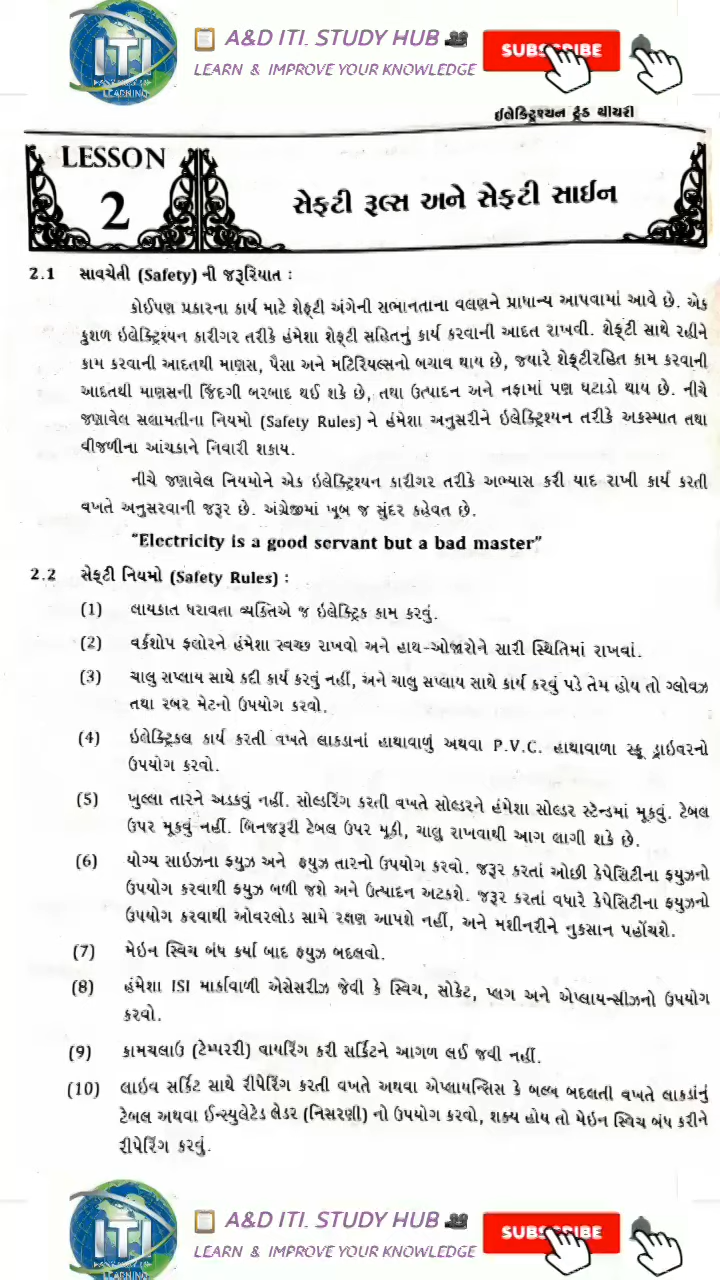 ITI
LEARNING
📋 A&D ITI. STUDY HUB 🎥
LEARN & IMPROVE YOUR KNOWLEDGE
SUBSCRIBE
ઇલેક્ટ્રિશ્યન ટ્રેડ થીયરી
LESSON
2
સેફ્ટી રૂલ્સ અને સેફ્ટી સાઈન
2.1 સાવચેતી (Safety) ની જરૂરિયાત :
કોઈપણ પ્રકારના કાર્ય માટે શેફ્ટી અંગેની સભાનતાના વલણને પ્રાધાન્ય આપવામાં આવે છે. એક
કુશળ ઇલેક્ટ્રિશ્યન કારીગર તરીકે હંમેશા શેફ્ટી સહિતનું કાર્ય કરવાની આદત રાખવી. શેફ્ટી સાથે રહીને
કામ કરવાની આદતથી માણસ, પૈસા અને મટિરિયલ્સનો બચાવ થાય છે, જ્યારે શેફ્ટીરહિત કામ કરવાની
આદતથી માણસની જિંદગી બરબાદ થઈ શકે છે, તથા ઉત્પાદન અને નફામાં પણ ઘટાડો થાય છે. નીચે
જણાવેલ સલામતીના નિયમો (Safety Rules) ને હંમેશા અનુસરીને ઇલેક્ટ્રિશ્યન તરીકે અકસ્માત તથા
વીજળીના આંચકાને નિવારી શકાય.
નીચે જણાવેલ નિયમોને એક ઇલેક્ટ્રિશ્યન કારીગર તરીકે અભ્યાસ કરી યાદ રાખી કાર્ય કરતી
વખતે અનુસરવાની જરૂર છે. અંગ્રેજીમાં ખૂબ જ સુંદર કહેવત છે.
“Electricity is a good servant but a bad master”
2.2 સેફ્ટી નિયમો (Safety Rules) :
(1) લાયકાત ધરાવતા વ્યક્તિએ જ ઇલેક્ટ્રિક કામ કરવું.
(2) વર્કશોપ ફ્લોરને હંમેશા સ્વચ્છ રાખવો અને હાથ-ઓજારોને સારી સ્થિતિમાં રાખવાં.
(3) ચાલુ સપ્લાય સાથે કદી કાર્ય કરવું નહીં, અને ચાલુ સપ્લાય સાથે કાર્ય કરવું પડે તેમ હોય તો ગ્લોવઝ
તથા રબર મેટનો ઉપયોગ કરવો.
(4) ઇલેક્ટ્રિકલ કાર્ય કરતી વખતે લાકડાનાં હાથાવાળું અથવા P.V.C. હાથાવાળા સ્ક્રૂ ડ્રાઇવરનો
ઉપયોગ કરવો.
(5) ખુલ્લા તારને અડકવું નહીં. સોલ્ડરિંગ કરતી વખતે સોલ્ડરને હંમેશા સોલ્ડર સ્ટેન્ડમાં મૂકવું. ટેબલ
ઉપર મૂકવું નહીં. બિનજરૂરી ટેબલ ઉપર મૂકી, ચાલુ રાખવાથી આગ લાગી શકે છે.
(6) યોગ્ય સાઇઝના ફ્યુઝ અને ફ્યુઝ તારનો ઉપયોગ કરવો. જરૂર કરતાં ઓછી કેપેસિટીના ફ્યુઝનો
ઉપયોગ કરવાથી ફ્યુઝ બળી જશે અને ઉત્પાદન અટકશે. જરૂર કરતાં વધારે કેપેસિટીના ફ્યુઝનો
ઉપયોગ કરવાથી ઓવરલોડ સામે રક્ષણ આપશે નહીં, અને મશીનરીને નુકસાન પહોંચશે.
(7) મેઇન સ્વિચ બંધ કર્યા બાદ ફ્યુઝ બદલવો.
(8) હંમેશા ISI માર્કાવાળી એસેસરીઝ જેવી કે સ્વિચ, સોકેટ, પ્લગ અને એપ્લાયન્સીઝનો ઉપયોગ
કરવો.
(9) કામચલાઉ (ટેમ્પરરી) વાયરિંગ કરી સર્કિટને આગળ લઈ જવી નહીં.
(10) લાઇવ સર્કિટ સાથે રીપેરિંગ કરતી વખતે અથવા એપ્લાયન્સિસ કે બલ્બ બદલતી વખતે લાકડાંનું
ટેબલ અથવા ઈન્સ્યુલેટેડ લેડર (નિસરણી) નો ઉપયોગ કરવો, શક્ય હોય તો મેઇન સ્વિચ બંધ કરીને
રીપેરિંગ કરવું.
ITI
LEARNING
📋 A&D ITI. STUDY HUB 🎥
LEARN & IMPROVE YOUR KNOWLEDGE
SUBSCRIBE